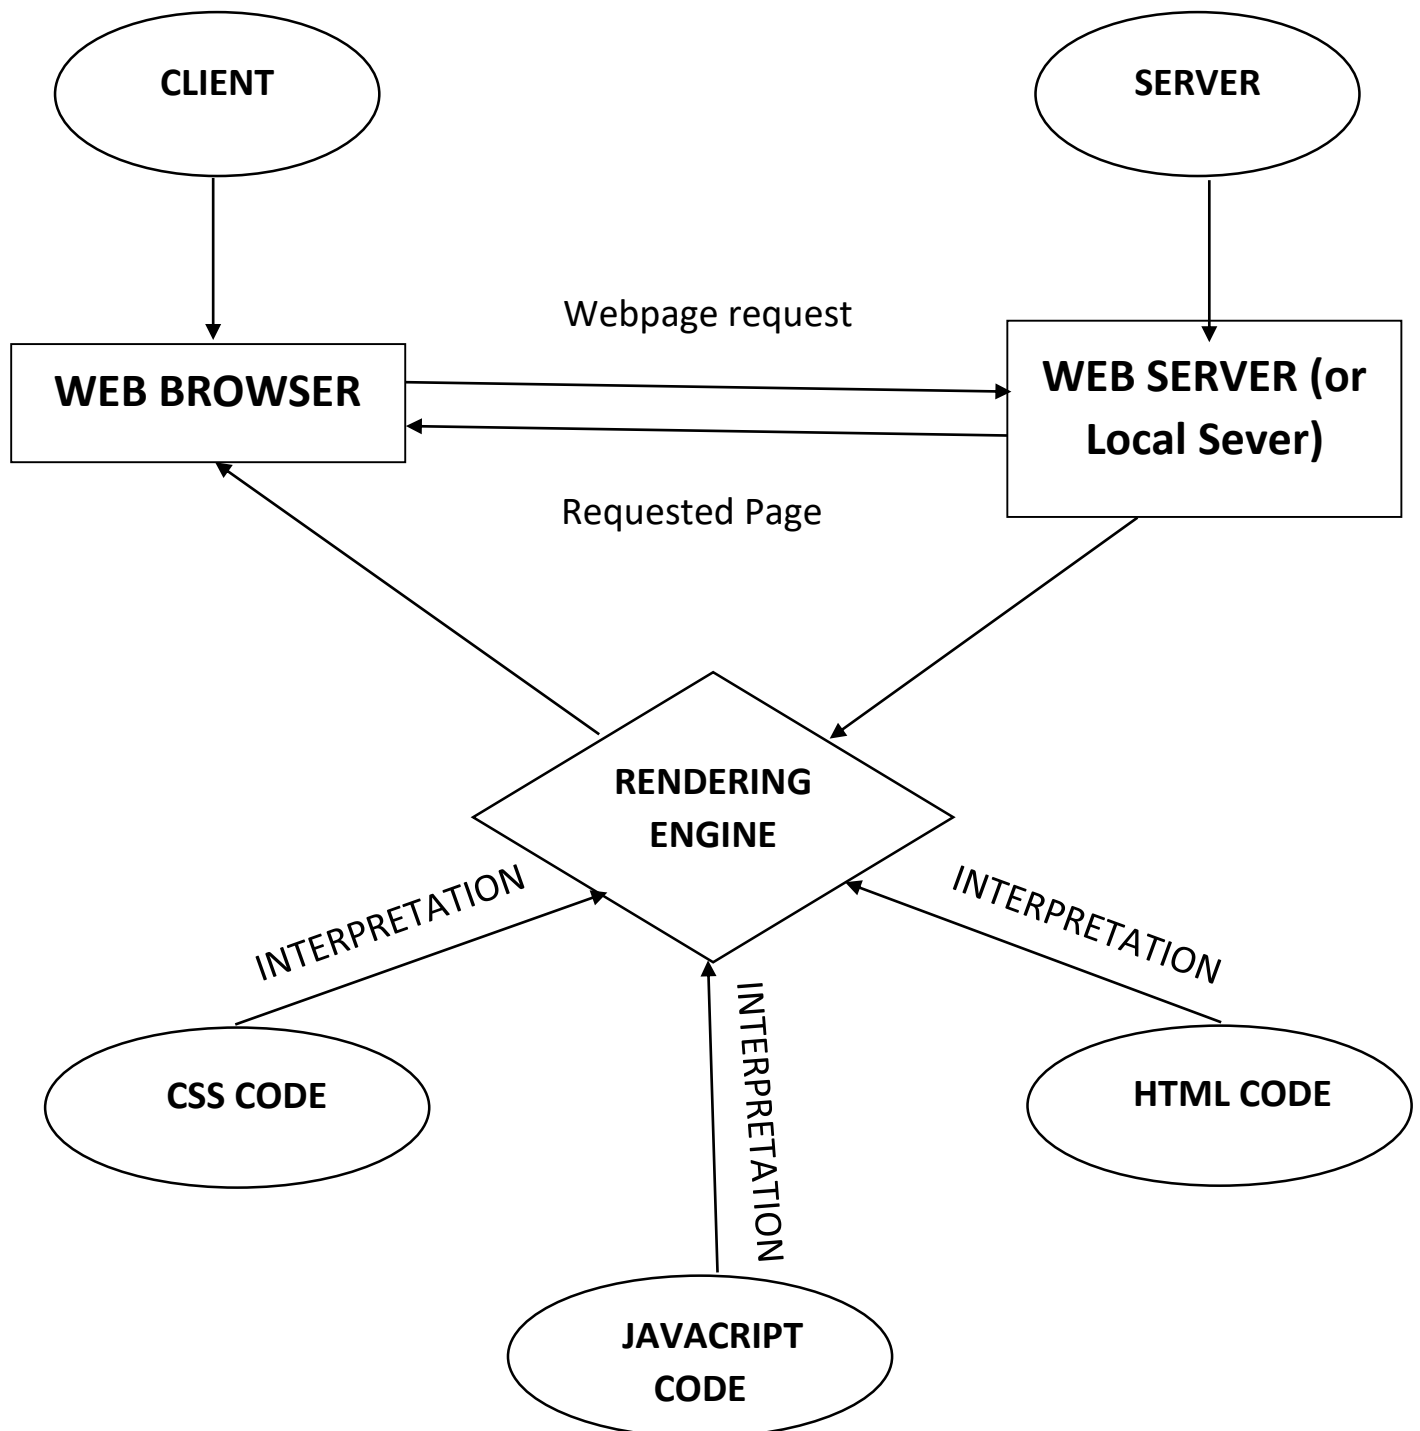 CLIENT
SERVER
Webpage request
WEB BROWSER
WEB SERVER (or
Local Sever)
Requested Page
RENDERING
ENGINE
INTERPRETATION
INTERPRETATION
INTERPRETATION
CSS CODE
HTML CODE
JAVACRIPT
CODE